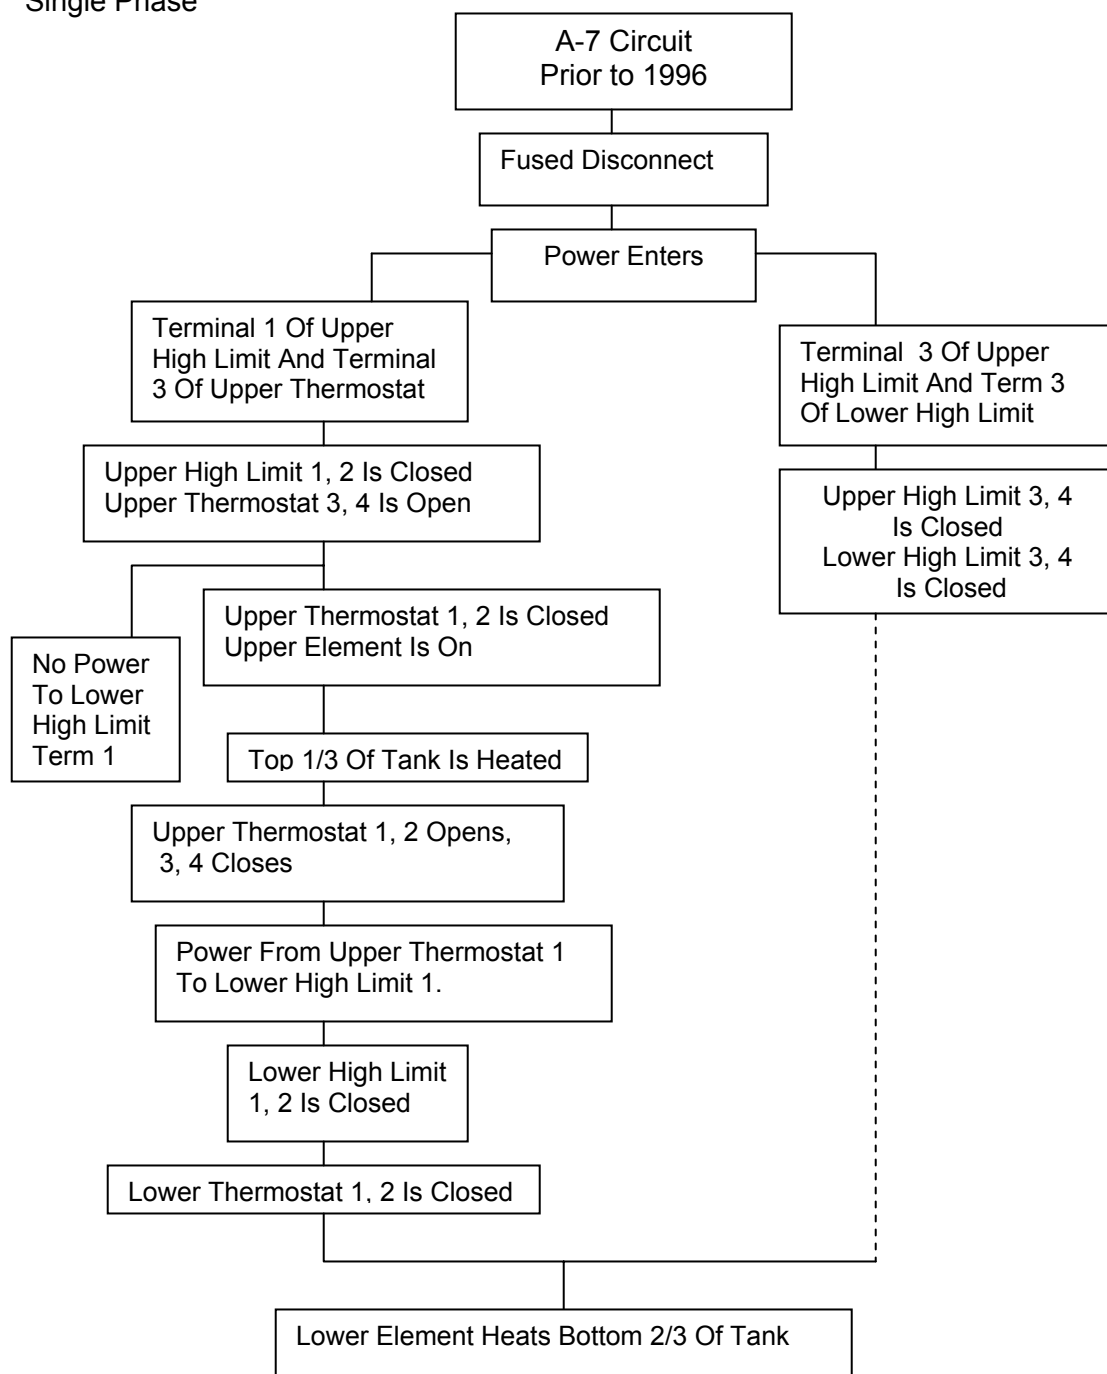 Single Phase
A-7 Circuit
Prior to 1996
Fused Disconnect
Power Enters
Terminal 1 Of Upper
High Limit And Terminal
3 Of Upper Thermostat
Terminal  3 Of Upper
High Limit And Term 3
Of Lower High Limit
Upper High Limit 1, 2 Is Closed
Upper Thermostat 3, 4 Is Open
Upper High Limit 3, 4
Is Closed
Lower High Limit 3, 4
Is Closed
No Power
To Lower
High Limit
Term 1
Upper Thermostat 1, 2 Is Closed
Upper Element Is On
Top 1/3 Of Tank Is Heated
Upper Thermostat 1, 2 Opens,
3, 4 Closes
Power From Upper Thermostat 1
To Lower High Limit 1.
Lower High Limit
1, 2 Is Closed
Lower Thermostat 1, 2 Is Closed
Lower Element Heats Bottom 2/3 Of Tank